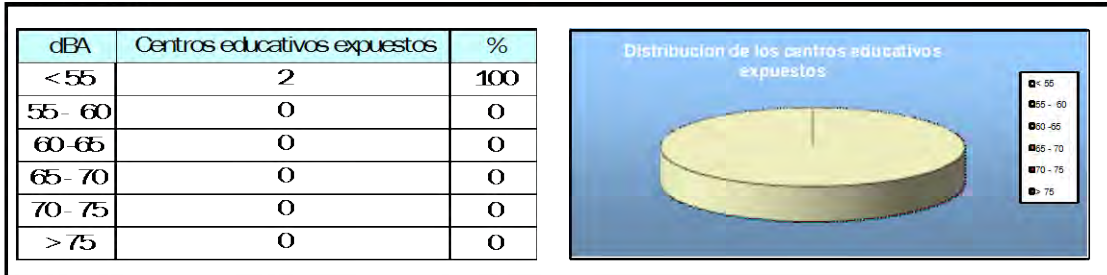 dBA Centros educativos expuestos %
< 55 2 100
55 - 60 0 0
60 -65 0 0
65 - 70 0 0
70 - 75 0 0
> 75 0 0
Distribucion de los centros educativos
expuestos
< 55
55 - 60
60 -65
65 - 70
70 - 75
> 75